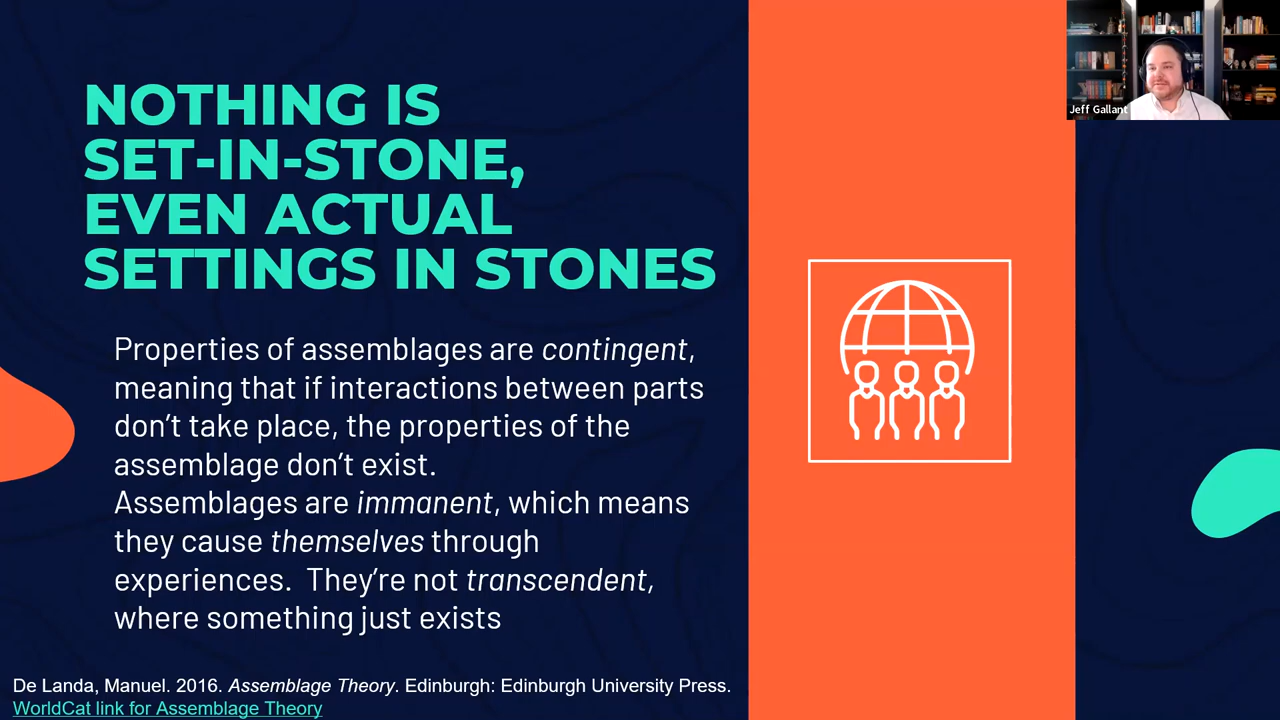 NOTHING IS
SET-IN-STONE,
EVEN ACTUAL
SETTINGS IN STONES
Properties of assemblages are contingent,
meaning that if interactions between parts
don't take place, the properties of the
assemblage don't exist.
Assemblages are immanent, which means
they cause themselves through
experiences.  They're not transcendent,
where something just exists
De Landa, Manuel. 2016. Assemblage Theory. Edinburgh: Edinburgh University Press.
WorldCat link for Assemblage Theory
Jeff Gallant